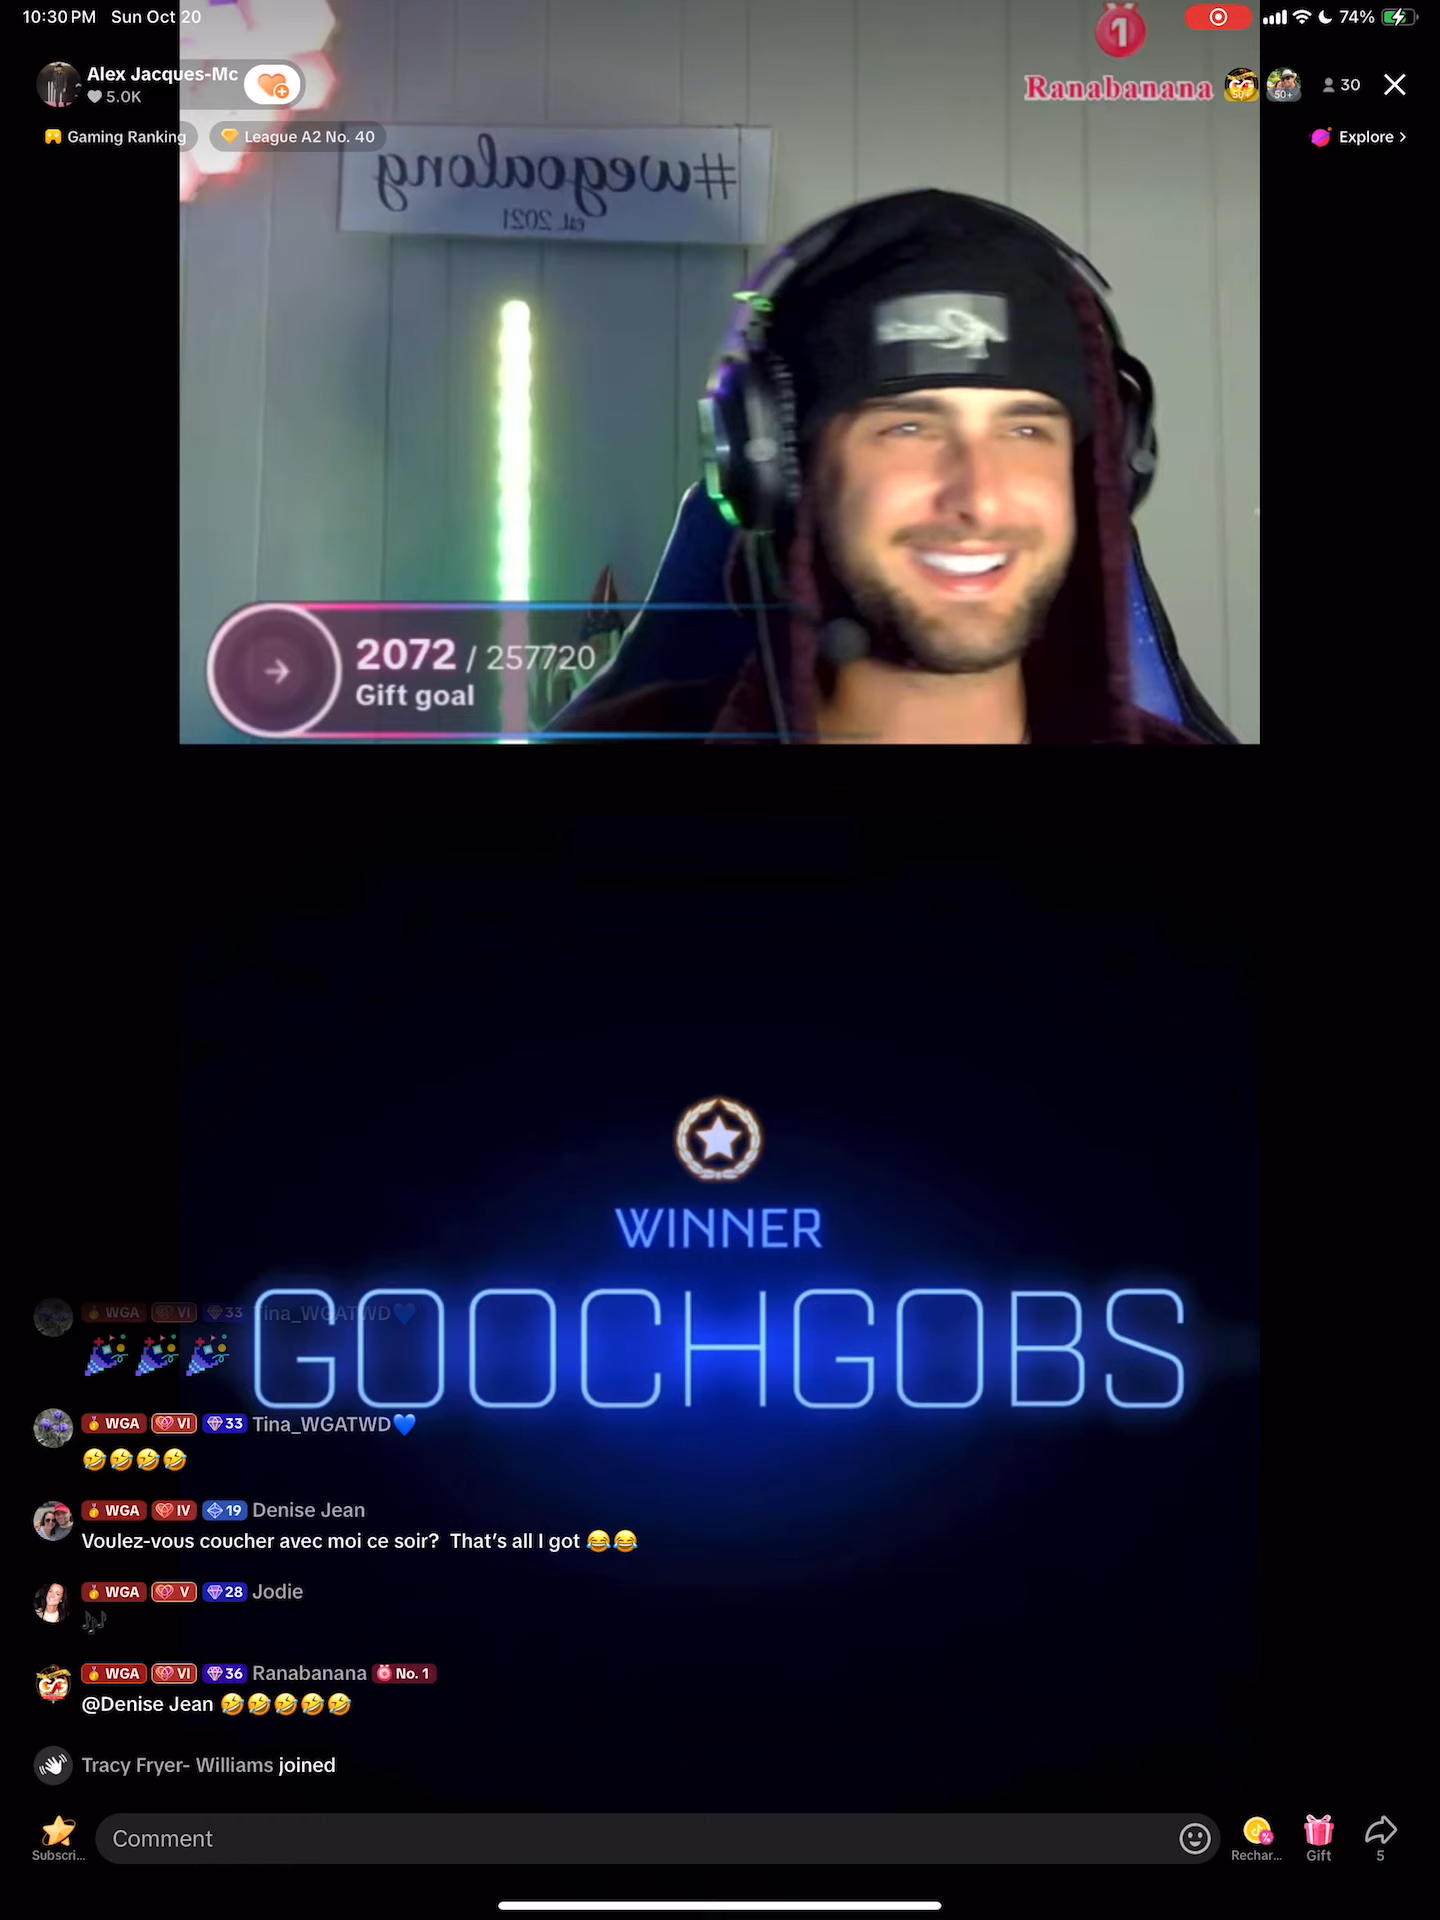 10:30 PM Sun Oct 20
74%
1
Alex Jacques-Mc
5.0K
Ranabanana
50+
50+
30
Gaming Ranking
League A2 No. 40
Explore >
#wegoalong
est. 2021
2072 / 257720
Gift goal
WINNER
GOOCHGOBS
WGA VI 33 Tina_WGATWD💙
🎉🎉🎉
WGA VI 33 Tina_WGATWD💙
🤣🤣🤣🤣
WGA IV 19 Denise Jean
Voulez-vous coucher avec moi ce soir? That's all I got 😂😂
WGA V 28 Jodie
🎶
WGA VI 36 Ranabanana No. 1
@Denise Jean 🤣🤣🤣🤣🤣
Tracy Fryer- Williams joined
Comment
Subscri...
Rechar...
Gift
5